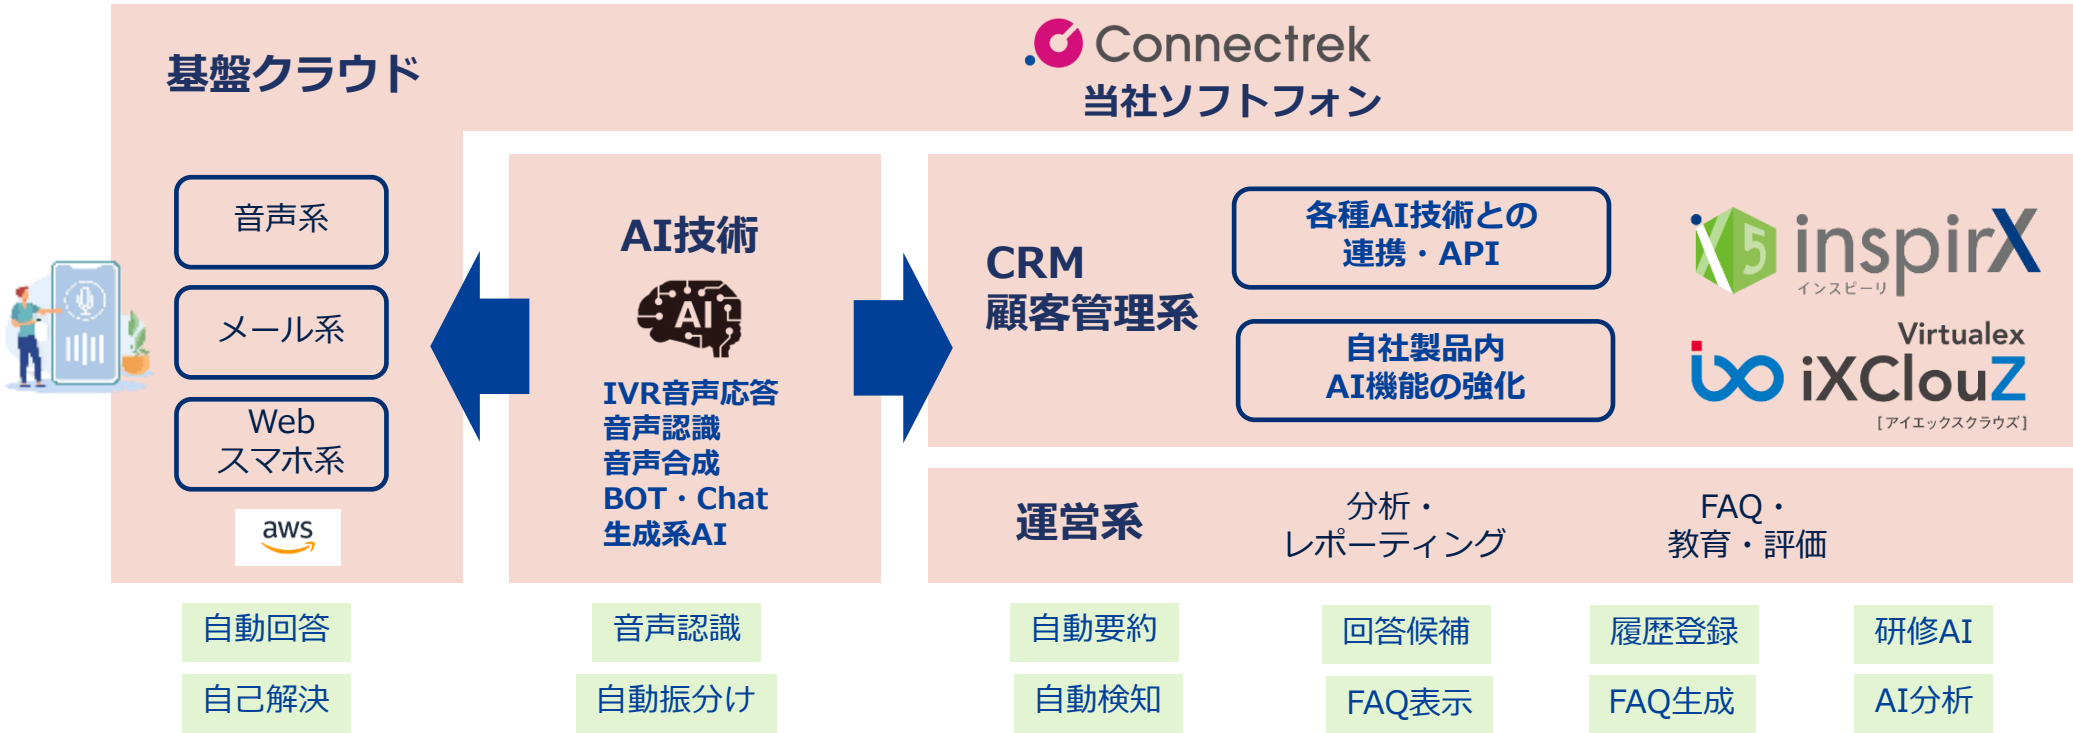 基盤クラウド
Connectrek
当社ソフトフォン
音声系
メール系
Web
スマホ系
aws
AI技術
AI
IVR音声応答
音声認識
音声合成
BOT・Chat
生成系AI
CRM
顧客管理系
各種AI技術との
連携・API
自社製品内
AI機能の強化
X5
inspirX
インスピーリ
Virtualex
iXClouZ
[アイエックスクラウズ]
運営系
分析・
レポーティング
FAQ・
教育・評価
自動回答
音声認識
自動要約
回答候補
履歴登録
研修AI
自己解決
自動振分け
自動検知
FAQ表示
FAQ生成
AI分析